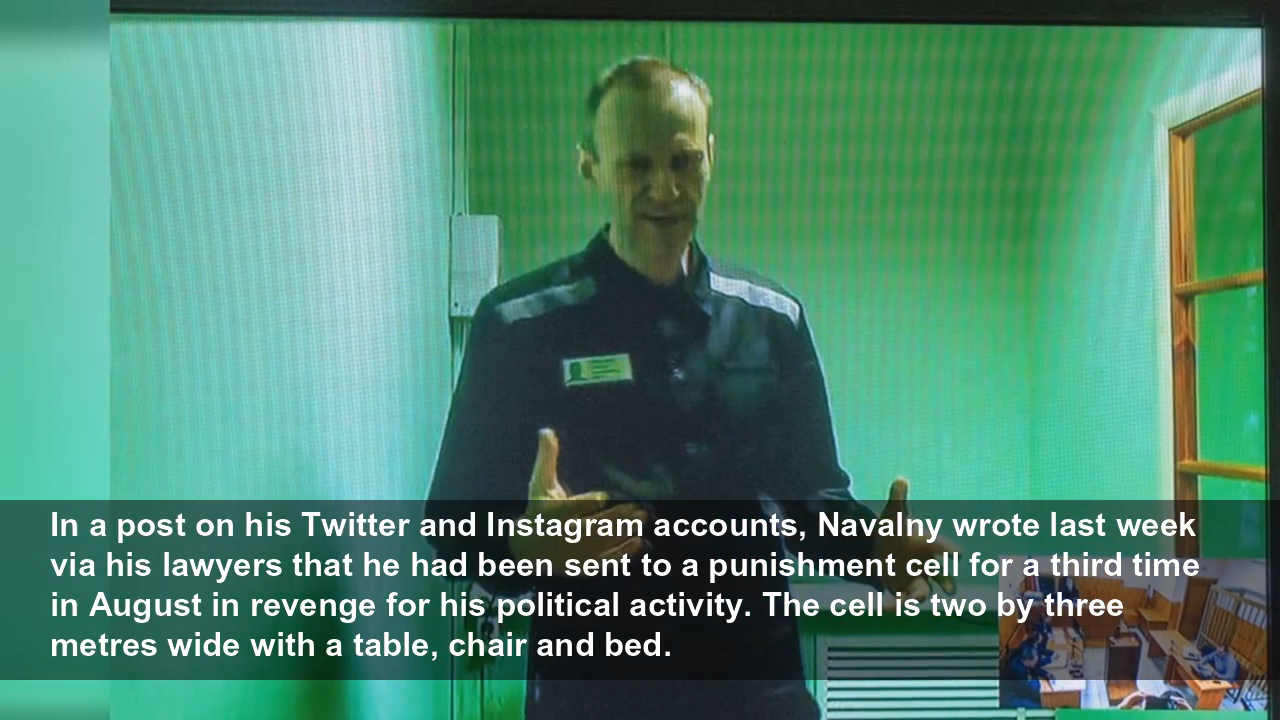 In a post on his Twitter and Instagram accounts, Navalny wrote last week
via his lawyers that he had been sent to a punishment cell for a third time
in August in revenge for his political activity. The cell is two by three
metres wide with a table, chair and bed.